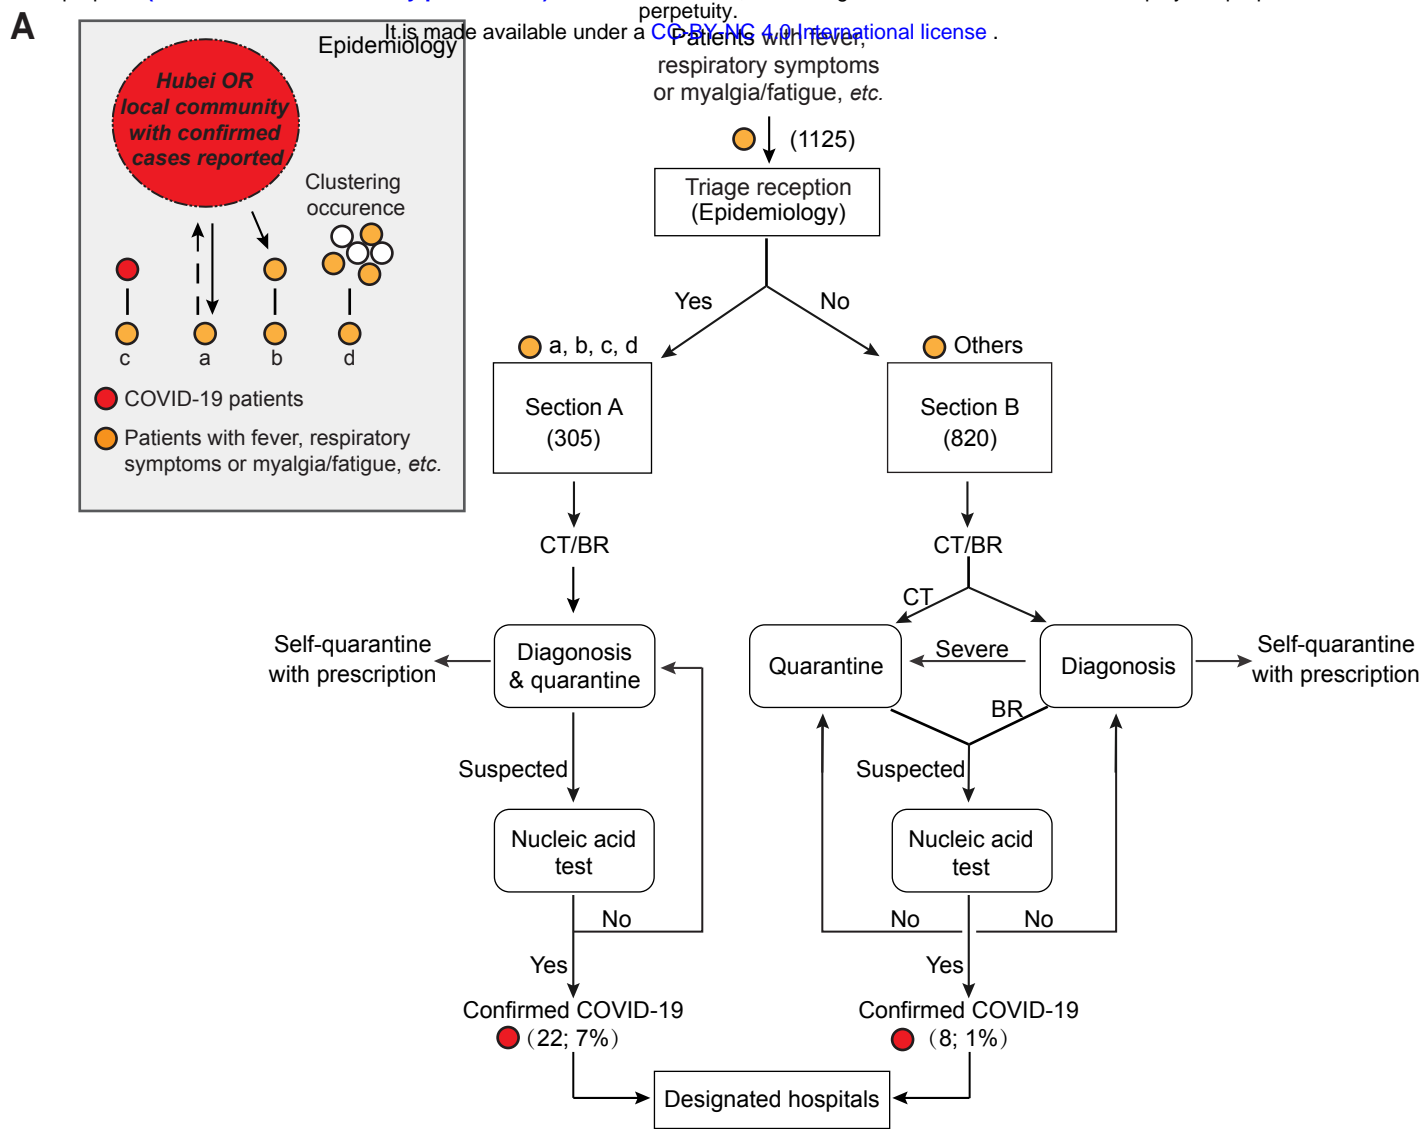 perpetuity.
It is made available under a CC-BY-NC 4.0 International license .
A
Epidemiology
Hubei OR
local community
with confirmed
cases reported
Clustering
occurence
c
a
b
d
COVID-19 patients
Patients with fever, respiratory
symptoms or myalgia/fatigue, etc.
Patients with fever,
respiratory symptoms
or myalgia/fatigue, etc.
(1125)
Triage reception
(Epidemiology)
Yes
No
a, b, c, d
Others
Section A
(305)
Section B
(820)
CT/BR
CT/BR
CT
Self-quarantine
with prescription
Diagonosis
& quarantine
Quarantine
Severe
Diagonosis
Self-quarantine
with prescription
BR
Suspected
Suspected
Nucleic acid
test
Nucleic acid
test
No
No
No
Yes
Yes
Confirmed COVID-19
(22; 7%)
Confirmed COVID-19
(8; 1%)
Designated hospitals